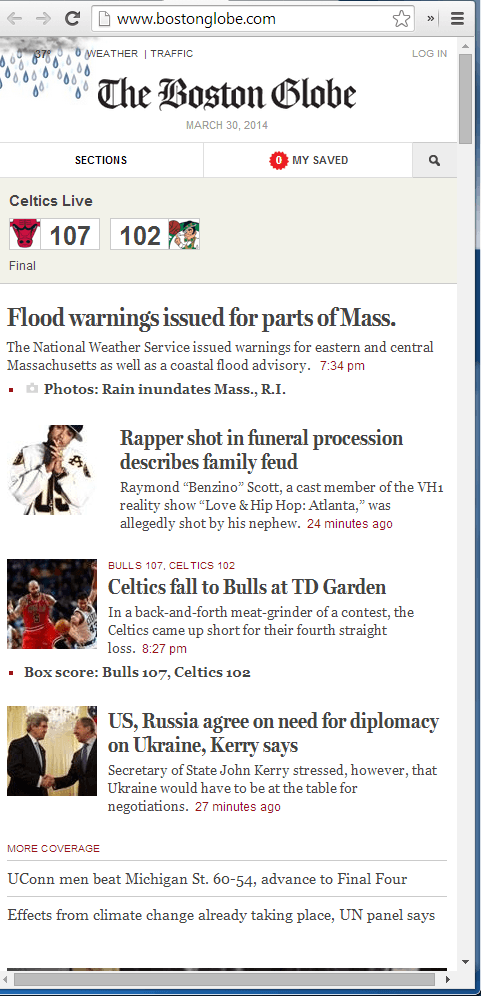 www.bostonglobe.com
»
37° WEATHER | TRAFFIC
LOG IN
The Boston Globe
MARCH 30, 2014
SECTIONS
0 MY SAVED
Celtics Live
107 102
Final
Flood warnings issued for parts of Mass.
The National Weather Service issued warnings for eastern and central
Massachusetts as well as a coastal flood advisory. 7:34 pm
Photos: Rain inundates Mass., R.I.
Rapper shot in funeral procession
describes family feud
Raymond “Benzino” Scott, a cast member of the VH1
reality show “Love & Hip Hop: Atlanta,” was
allegedly shot by his nephew. 24 minutes ago
BULLS 107, CELTICS 102
Celtics fall to Bulls at TD Garden
In a back-and-forth meat-grinder of a contest, the
Celtics came up short for their fourth straight
loss. 8:27 pm
Box score: Bulls 107, Celtics 102
US, Russia agree on need for diplomacy
on Ukraine, Kerry says
Secretary of State John Kerry stressed, however, that
Ukraine would have to be at the table for
negotiations. 27 minutes ago
MORE COVERAGE
UConn men beat Michigan St. 60-54, advance to Final Four
Effects from climate change already taking place, UN panel says